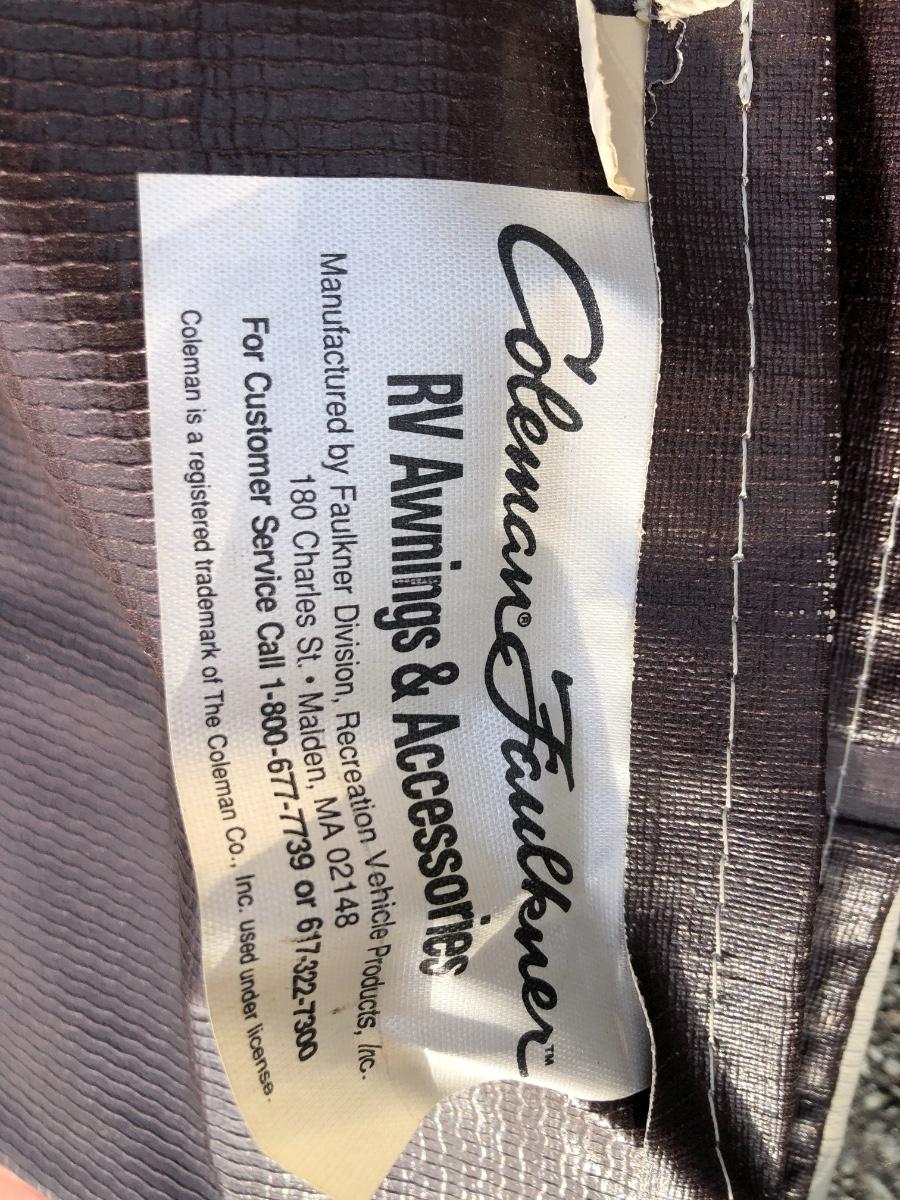 Coleman® Faulkner™
RV Awnings & Accessories
Manufactured by Faulkner Division, Recreation Vehicle Products, Inc.
180 Charles St. • Malden, MA 02148
For Customer Service Call 1-800-677-7739 or 617-322-7300
Coleman is a registered trademark of The Coleman Co., Inc. used under license.